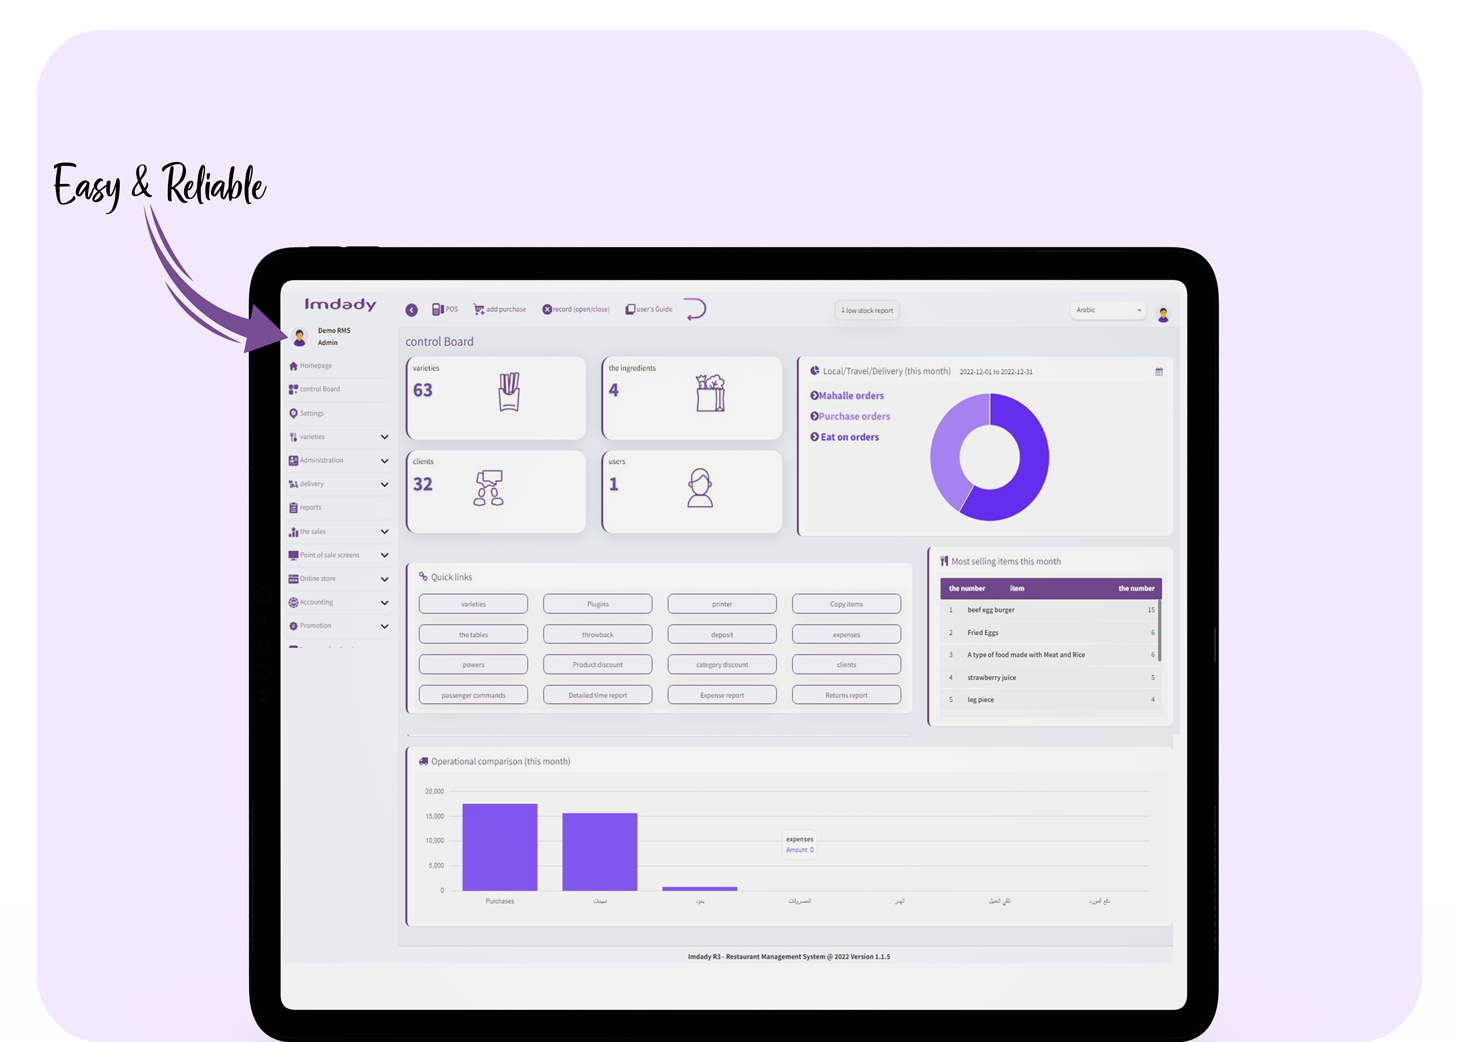 Easy & Reliable
Imdady
POS
add purchase
record (open/close)
user's Guide
low stock report
Arabic
Demo RMS
Admin
Homepage
control Board
Settings
varieties
Administration
delivery
reports
the sales
Point of sale screens
Online store
Accounting
Promotion
control Board
varieties
63
the ingredients
4
clients
32
users
1
Local/Travel/Delivery (this month) 2022-12-01 to 2022-12-31
Mahalle orders
Purchase orders
Eat on orders
Quick links
varieties Plugins printer Copy items
the tables throwback deposit expenses
powers Product discount category discount clients
passenger commands Detailed time report Expense report Returns report
Most selling items this month
the number item the number
1 beef egg burger 15
2 Fried Eggs 6
3 A type of food made with Meat and Rice 6
4 strawberry juice 5
5 leg piece 4
Operational comparison (this month)
20,000
15,000
10,000
5,000
0
expenses
Amount: 0
Purchases مبيعات المصروفات الهدر دفع المورد
Imdady R3 - Restaurant Management System @ 2022 Version 1.1.5